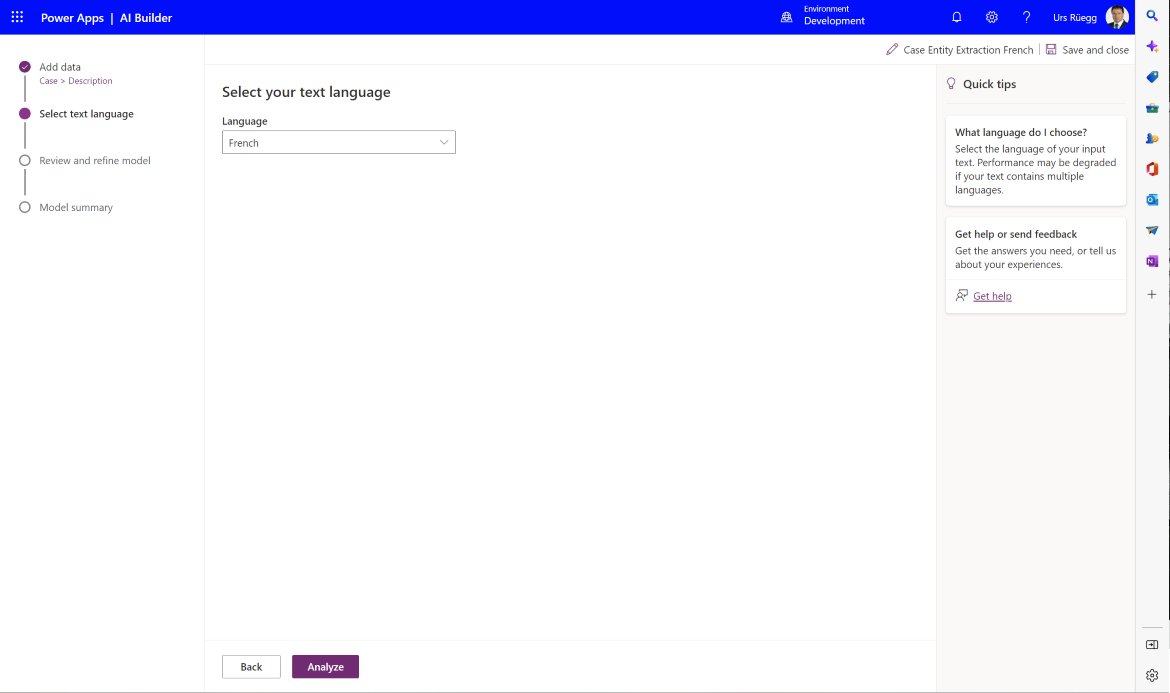 Power Apps | AI Builder
Environment
Development
Urs Rüegg
Case Entity Extraction French
Save and close
Add data
Case > Description
Select text language
Review and refine model
Model summary
Select your text language
Language
French
Back
Analyze
Quick tips
What language do I choose?
Select the language of your input
text. Performance may be degraded
if your text contains multiple
languages.
Get help or send feedback
Get the answers you need, or tell us
about your experiences.
Get help